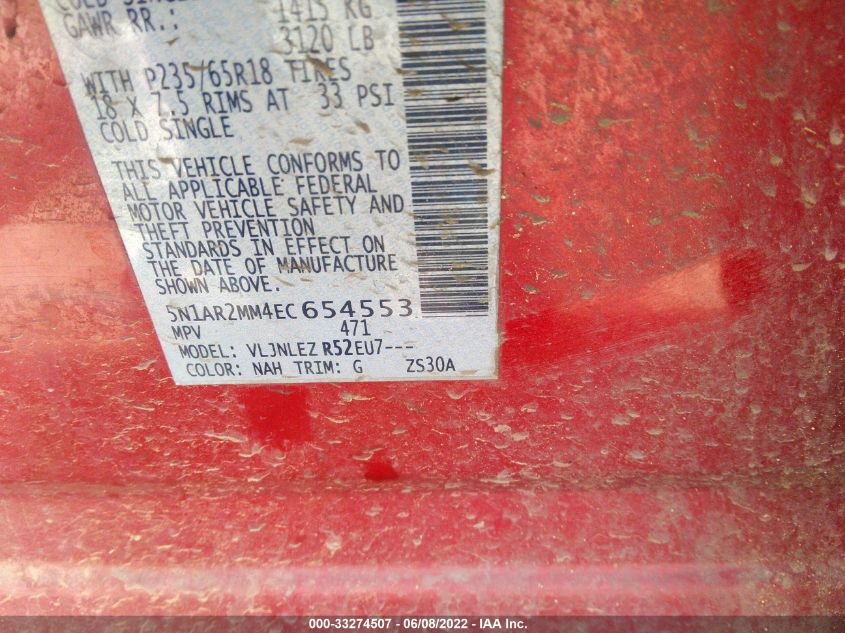 GAWR RR.: 1415 KG
3120 LB
WITH P235/65R18 TIRES
18 X 7.5 RIMS AT 33 PSI
COLD SINGLE
THIS VEHICLE CONFORMS TO
ALL APPLICABLE FEDERAL
MOTOR VEHICLE SAFETY AND
THEFT PREVENTION
STANDARDS IN EFFECT ON
THE DATE OF MANUFACTURE
SHOWN ABOVE.
5N1AR2MM4EC654553
MPV 471
MODEL: VLJNLEZ R52EU7---
COLOR: NAH TRIM: G ZS30A
000-33274507 - 06/08/2022 - IAA Inc.